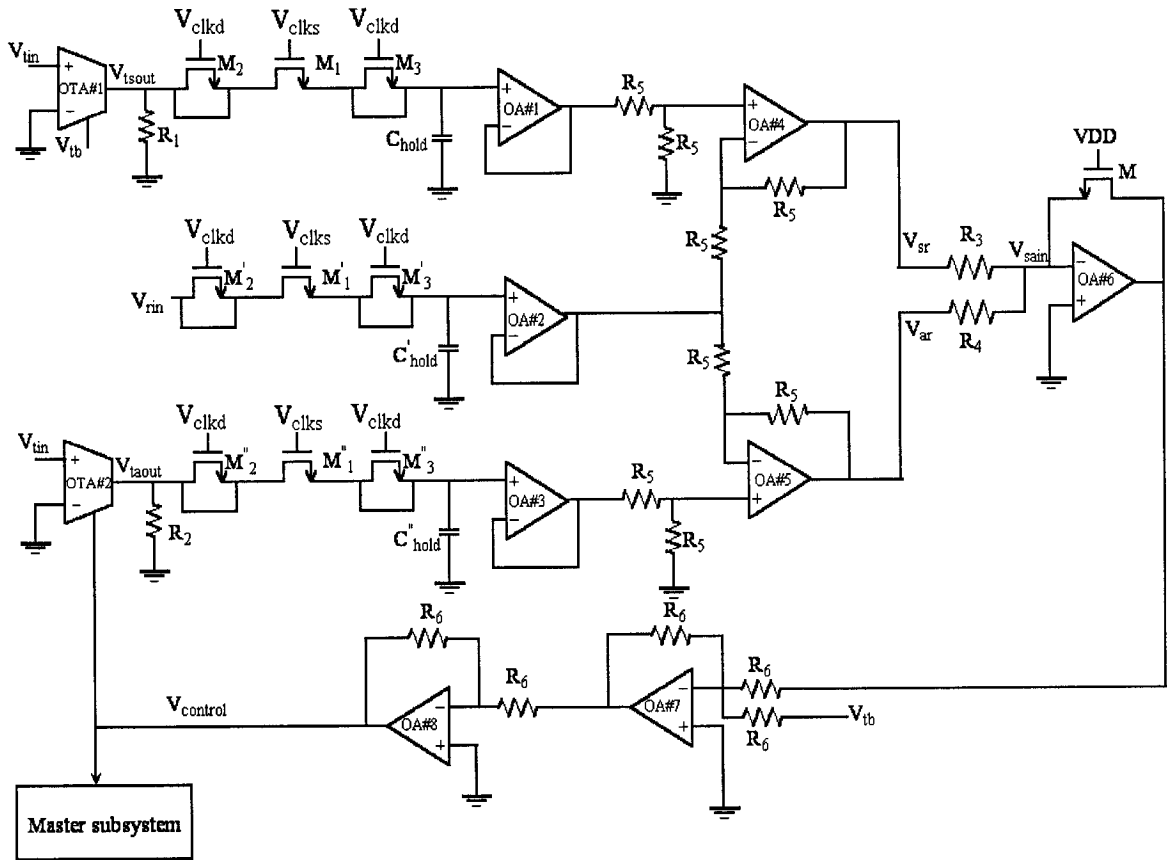 V_clkd V_clks V_clkd
V_tin + OTA#1 − V_tsout M_2 M_1 M_3
V_tb R_1 C_hold + OA#1 − R_5 R_5 + OA#4 − R_5
VDD
M
V_clkd V_clks V_clkd
V_rin M'_2 M'_1 M'_3 C'_hold + OA#2 − R_5 R_5
V_sr R_3 V_sain − OA#6 +
V_ar R_4
V_clkd V_clks V_clkd
V_tin + OTA#2 − V_taout M"_2 M"_1 M"_3
R_2 C"_hold + OA#3 − R_5 R_5 R_5 − OA#5 +
R_6 R_6
V_control OA#8 − + R_6 OA#7 − + R_6
R_6 V_tb
Master subsystem